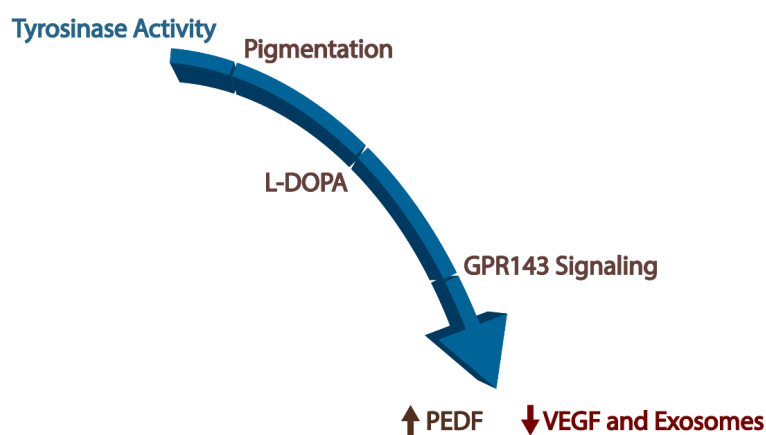 Tyrosinase Activity
Pigmentation
L-DOPA
GPR143 Signaling
PEDF
VEGF and Exosomes